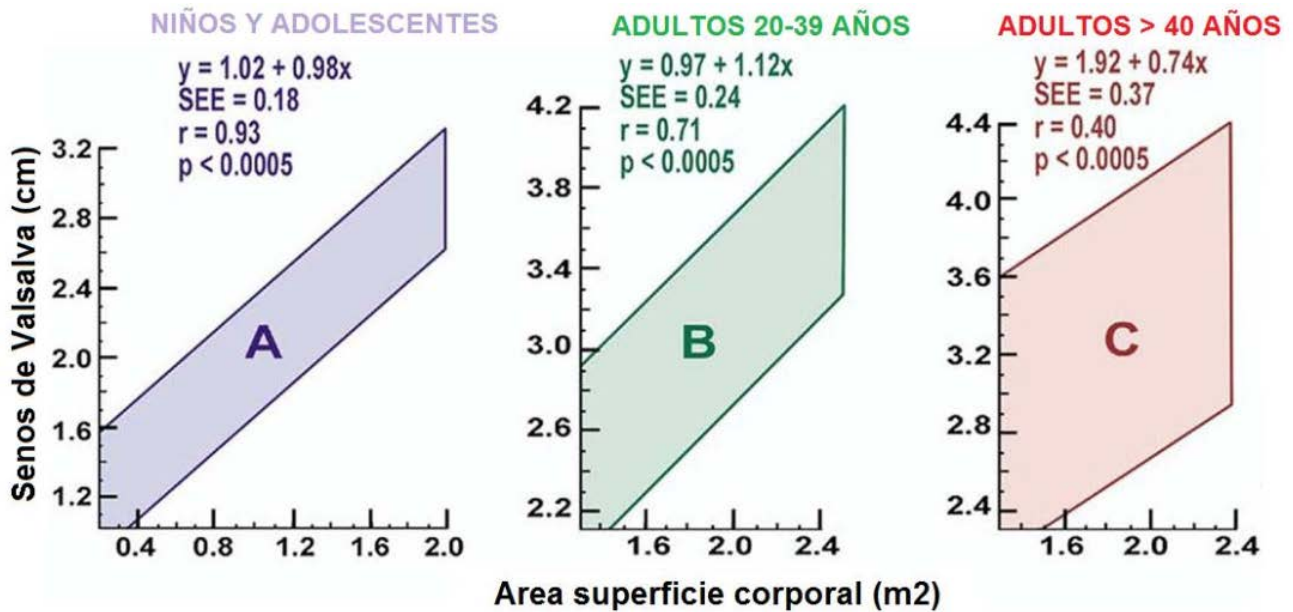 NIÑOS Y ADOLESCENTES
y = 1.02 + 0.98x
SEE = 0.18
r = 0.93
p < 0.0005
3.2
2.8
2.4
2.0
1.6
1.2
A
0.4 0.8 1.2 1.6 2.0
Senos de Valsalva (cm)
ADULTOS 20-39 AÑOS
y = 0.97 + 1.12x
SEE = 0.24
r = 0.71
p < 0.0005
4.2
3.8
3.4
3.0
2.6
2.2
B
1.6 2.0 2.4
ADULTOS > 40 AÑOS
y = 1.92 + 0.74x
SEE = 0.37
r = 0.40
p < 0.0005
4.4
4.0
3.6
3.2
2.8
2.4
C
1.6 2.0 2.4
Area superficie corporal (m2)